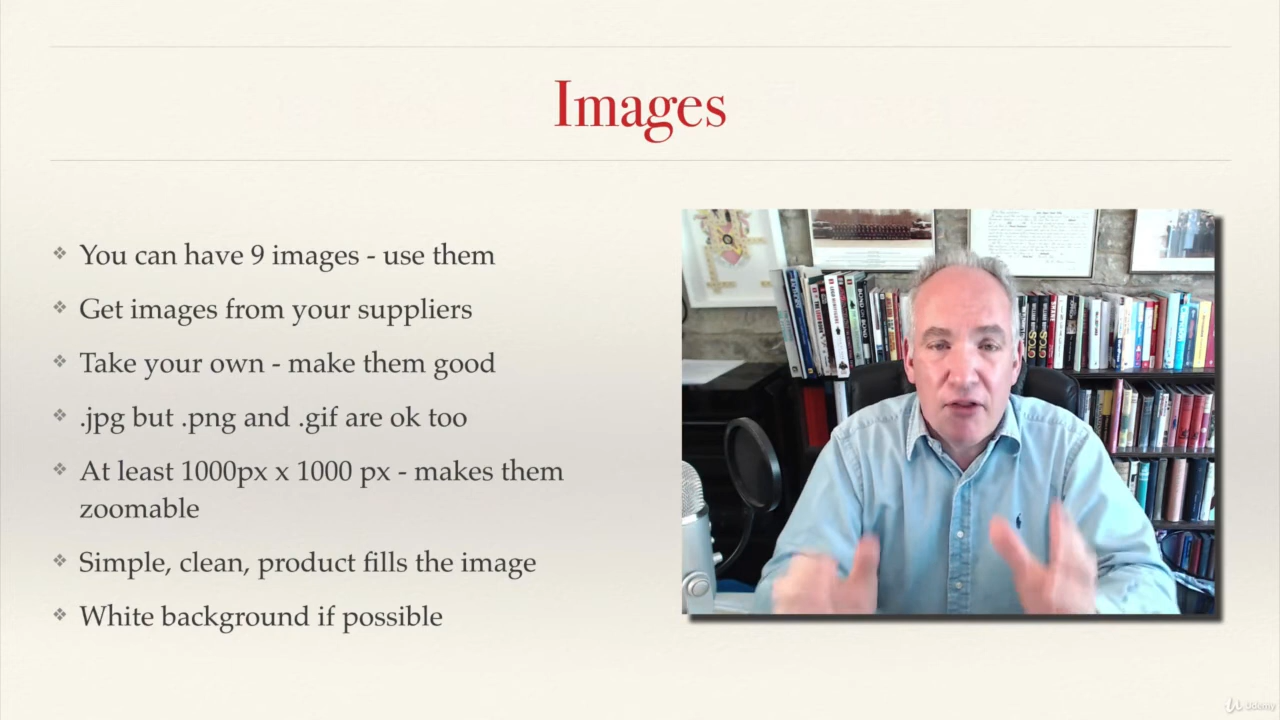 Images
You can have 9 images - use them
Get images from your suppliers
Take your own - make them good
.jpg but .png and .gif are ok too
At least 1000px x 1000 px - makes them
zoomable
Simple, clean, product fills the image
White background if possible
SOLO
Udemy